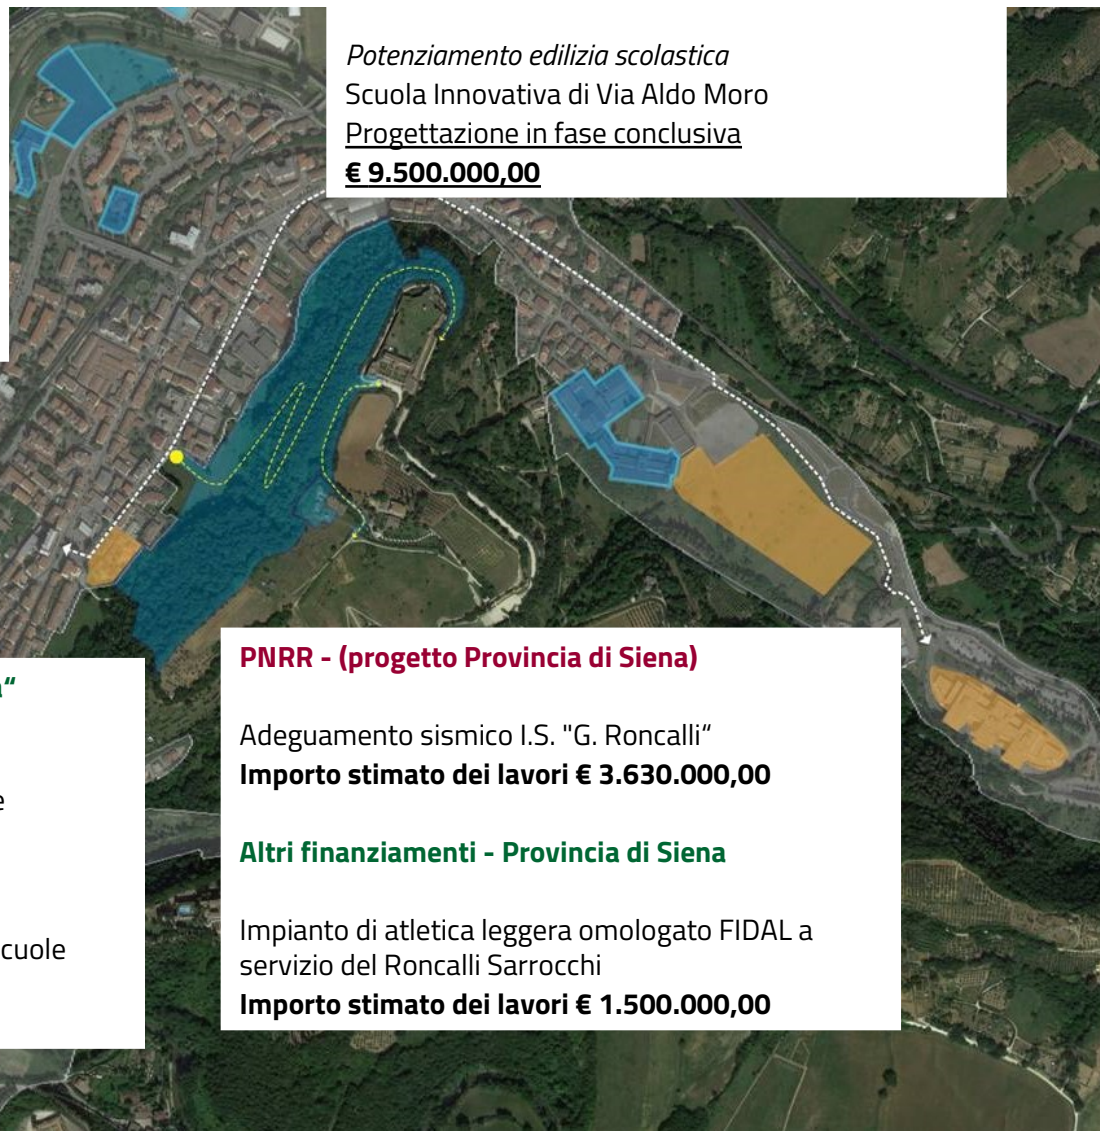 Potenziamento edilizia scolastica
Scuola Innovativa di Via Aldo Moro
Progettazione in fase conclusiva
€ 9.500.000,00
PNRR - (progetto Provincia di Siena)
Adeguamento sismico I.S. "G. Roncalli“
Importo stimato dei lavori € 3.630.000,00
Altri finanziamenti - Provincia di Siena
Impianto di atletica leggera omologato FIDAL a
servizio del Roncalli Sarrocchi
Importo stimato dei lavori € 1.500.000,00